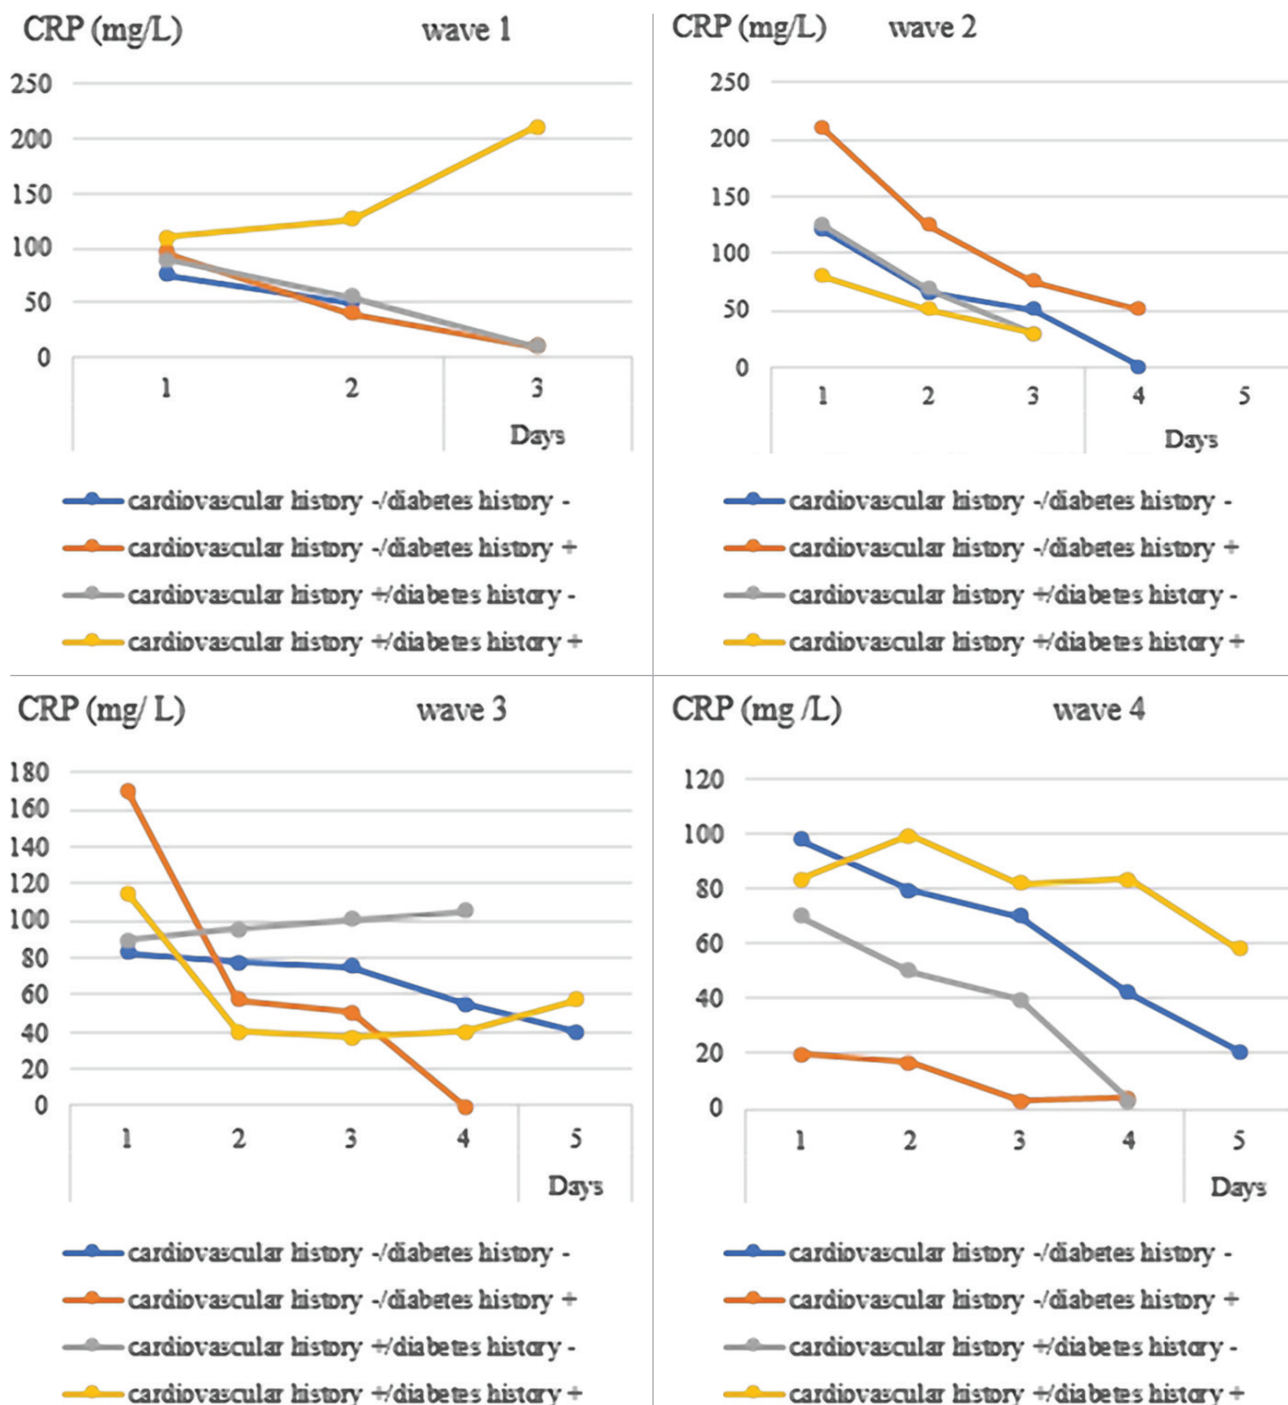 CRP (mg/L) wave 1
250
200
150
100
50
0
1 2 3
Days
cardiovascular history -/diabetes history -
cardiovascular history -/diabetes history +
cardiovascular history +/diabetes history -
cardiovascular history +/diabetes history +
CRP (mg/L) wave 2
250
200
150
100
50
0
1 2 3 4 5
Days
cardiovascular history -/diabetes history -
cardiovascular history -/diabetes history +
cardiovascular history +/diabetes history -
cardiovascular history +/diabetes history +
CRP (mg/ L) wave 3
180
160
140
120
100
80
60
40
20
0
1 2 3 4 5
Days
cardiovascular history -/diabetes history -
cardiovascular history -/diabetes history +
cardiovascular history +/diabetes history -
cardiovascular history +/diabetes history +
CRP (mg /L) wave 4
120
100
80
60
40
20
0
1 2 3 4 5
Days
cardiovascular history -/diabetes history -
cardiovascular history -/diabetes history +
cardiovascular history +/diabetes history -
cardiovascular history +/diabetes history +